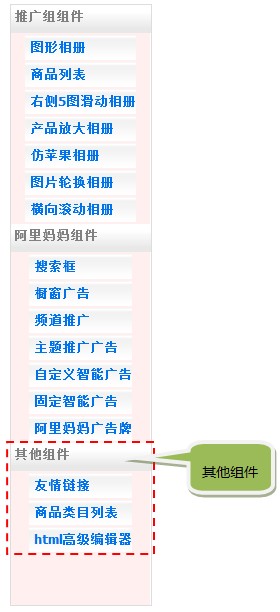 推广组组件
图形相册
商品列表
右侧5图滑动相册
产品放大相册
仿苹果相册
图片轮换相册
横向滚动相册
阿里妈妈组件
搜索框
橱窗广告
频道推广
主题推广广告
自定义智能广告
固定智能广告
阿里妈妈广告牌
其他组件
其他组件
友情链接
商品类目列表
html高级编辑器